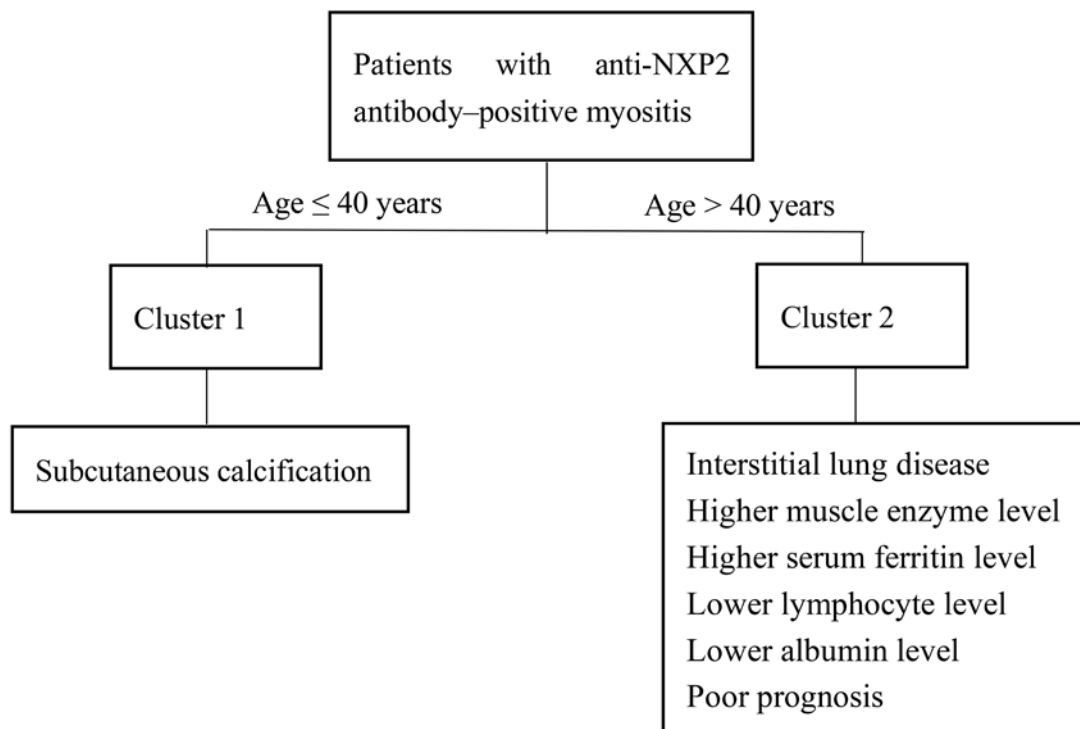 Patients with anti-NXP2
antibody–positive myositis
Age ≤ 40 years
Age > 40 years
Cluster 1
Cluster 2
Subcutaneous calcification
Interstitial lung disease
Higher muscle enzyme level
Higher serum ferritin level
Lower lymphocyte level
Lower albumin level
Poor prognosis